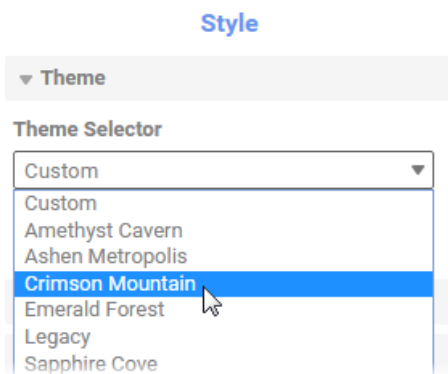 Style
Theme
Theme Selector
Custom
Custom
Amethyst Cavern
Ashen Metropolis
Crimson Mountain
Emerald Forest
Legacy
Sapphire Cove